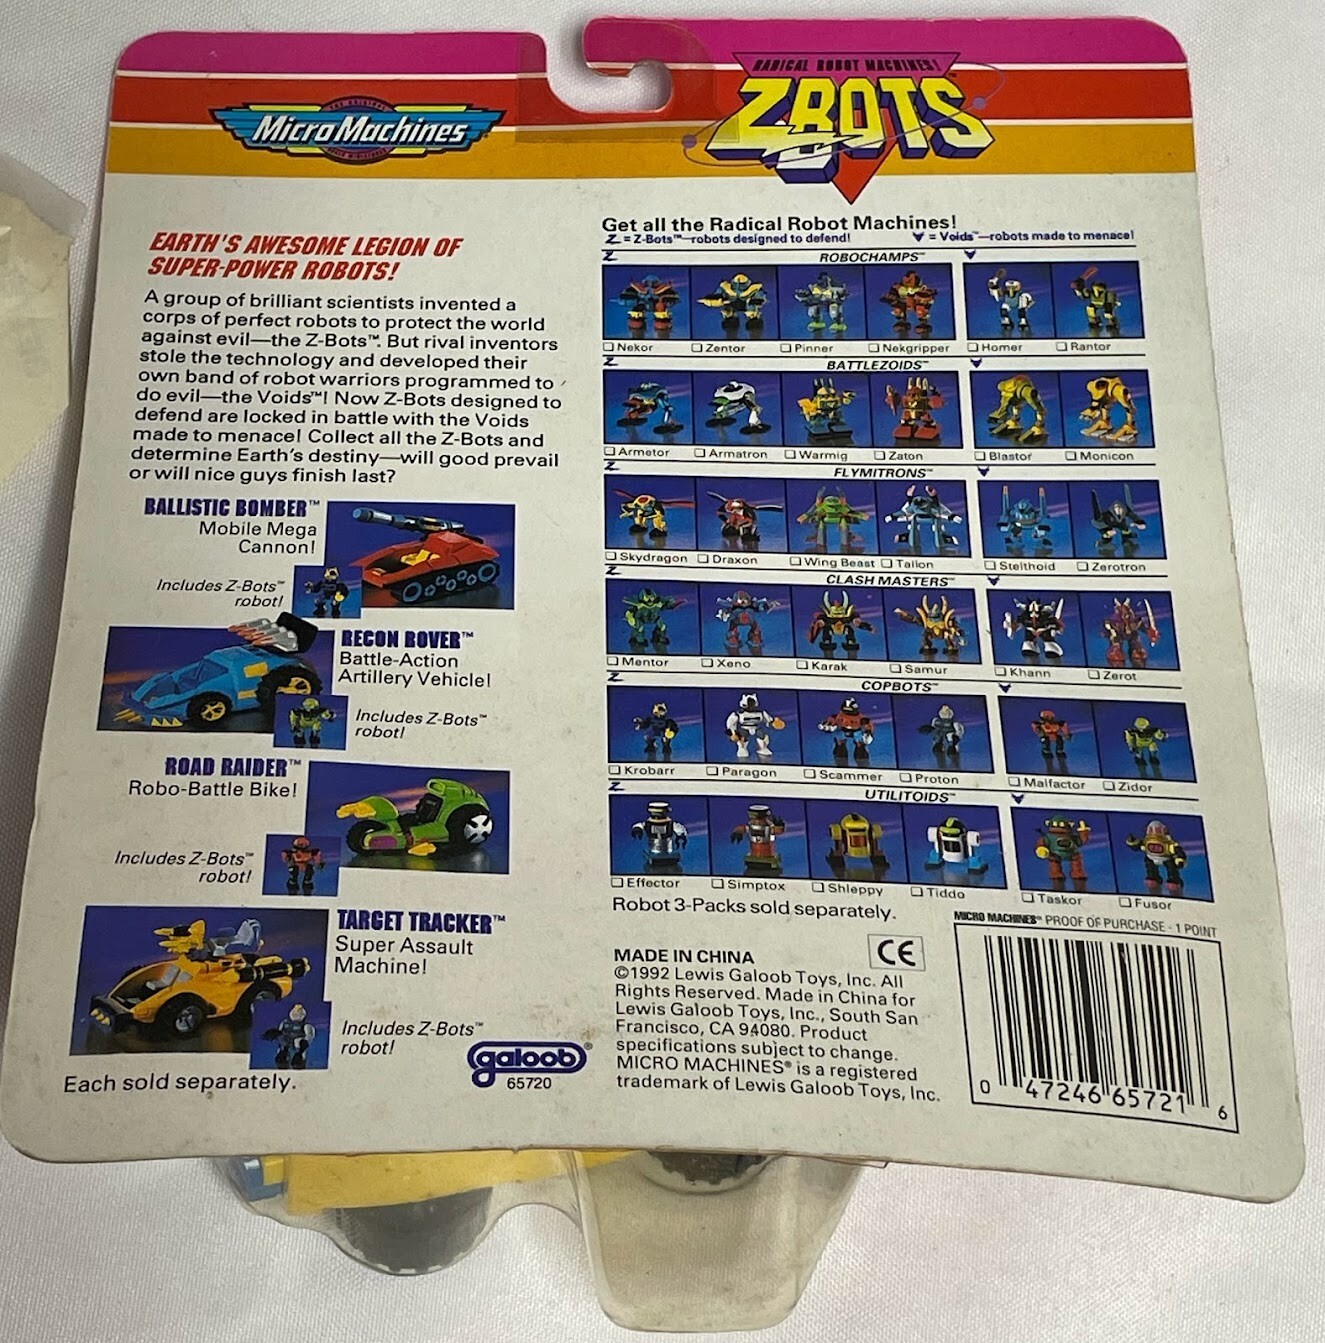 THE ORIGINAL
MicroMachines
RADICAL ROBOT MACHINES!
ZBOTS™
EARTH'S AWESOME LEGION OF
SUPER-POWER ROBOTS!
A group of brilliant scientists invented a
corps of perfect robots to protect the world
against evil—the Z-Bots™. But rival inventors
stole the technology and developed their
own band of robot warriors programmed to
do evil—the Voids™! Now Z-Bots designed to
defend are locked in battle with the Voids
made to menace! Collect all the Z-Bots and
determine Earth's destiny—will good prevail
or will nice guys finish last?
BALLISTIC BOMBER™
Mobile Mega
Cannon!
Includes Z-Bots™
robot!
RECON ROVER™
Battle-Action
Artillery Vehicle!
Includes Z-Bots™
robot!
ROAD RAIDER™
Robo-Battle Bike!
Includes Z-Bots™
robot!
TARGET TRACKER™
Super Assault
Machine!
Includes Z-Bots™
robot!
Each sold separately.
galoob®
65720
Get all the Radical Robot Machines!
Z = Z-Bots™—robots designed to defend! V = Voids™—robots made to menace!
ROBOCHAMPS™
Nekor Zentor Pinner Nekgripper Homer Rantor
BATTLEZOIDS™
Armetor Armatron Warmig Zaton Blastor Monicon
FLYMITRONS™
Skydragon Draxon Wing Beast Tallon Stelthoid Zerotron
CLASH MASTERS™
Mentor Xeno Karak Samur Khann Zerot
COPBOTS™
Krobarr Paragon Scammer Proton Malfactor Zidor
UTILITOIDS™
Effector Simptox Shleppy Tiddo Taskor Fusor
Robot 3-Packs sold separately.
MADE IN CHINA
CE
©1992 Lewis Galoob Toys, Inc. All
Rights Reserved. Made in China for
Lewis Galoob Toys, Inc., South San
Francisco, CA 94080. Product
specifications subject to change.
MICRO MACHINES® is a registered
trademark of Lewis Galoob Toys, Inc.
MICRO MACHINES® PROOF OF PURCHASE - 1 POINT
0 47246 65721 6